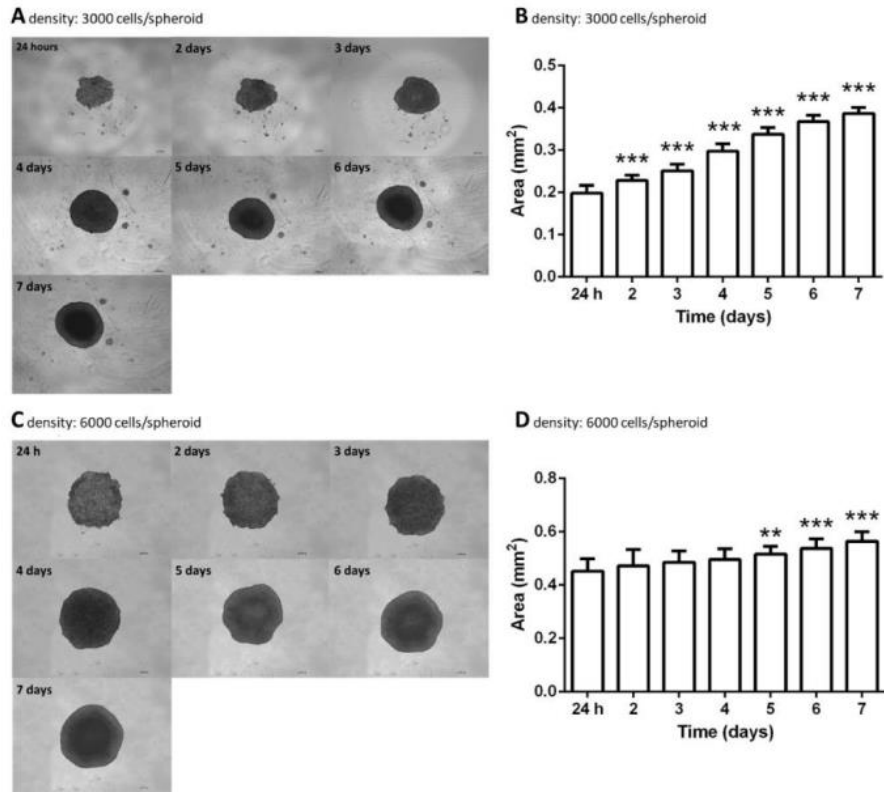 A density: 3000 cells/spheroid
24 hours
2 days
3 days
4 days
5 days
6 days
7 days
B density: 3000 cells/spheroid
0.5
0.4
0.3
0.2
0.1
0.0
Area (mm²)
***
***
***
***
***
***
24 h 2 3 4 5 6 7
Time (days)
C density: 6000 cells/spheroid
24 h
2 days
3 days
4 days
5 days
6 days
7 days
D density: 6000 cells/spheroid
0.8
0.6
0.4
0.2
0.0
Area (mm²)
**
***
***
24 h 2 3 4 5 6 7
Time (days)